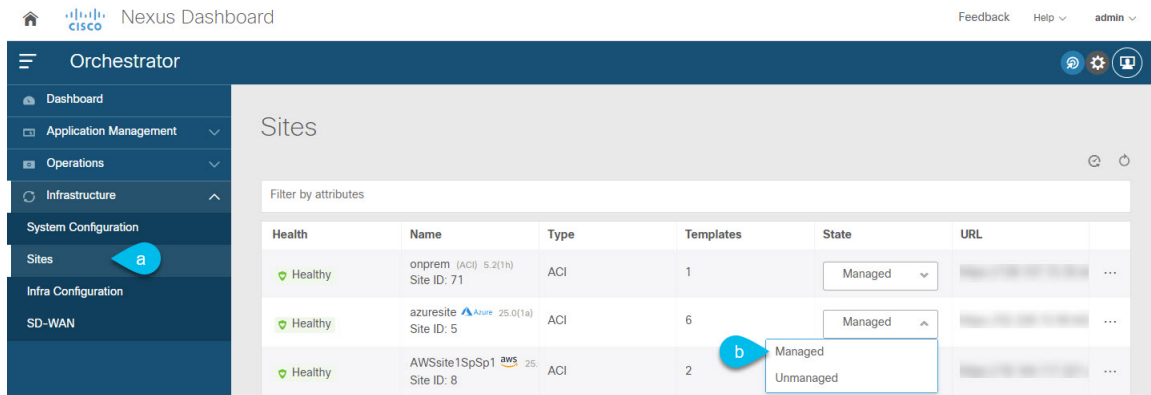 CISCO Nexus Dashboard Feedback Help admin
Orchestrator
Dashboard
Application Management
Operations
Infrastructure
System Configuration
Sites a
Infra Configuration
SD-WAN
Sites
Filter by attributes
Health Name Type Templates State URL
Healthy onprem (ACI) 5.2(1h) ACI 1 Managed ...
Site ID: 71
Healthy azuresite Azure 25.0(1a) ACI 6 Managed ...
Site ID: 5
b Managed
Unmanaged
Healthy AWSsite1SpSp1 aws 25. ACI 2 ...
Site ID: 8